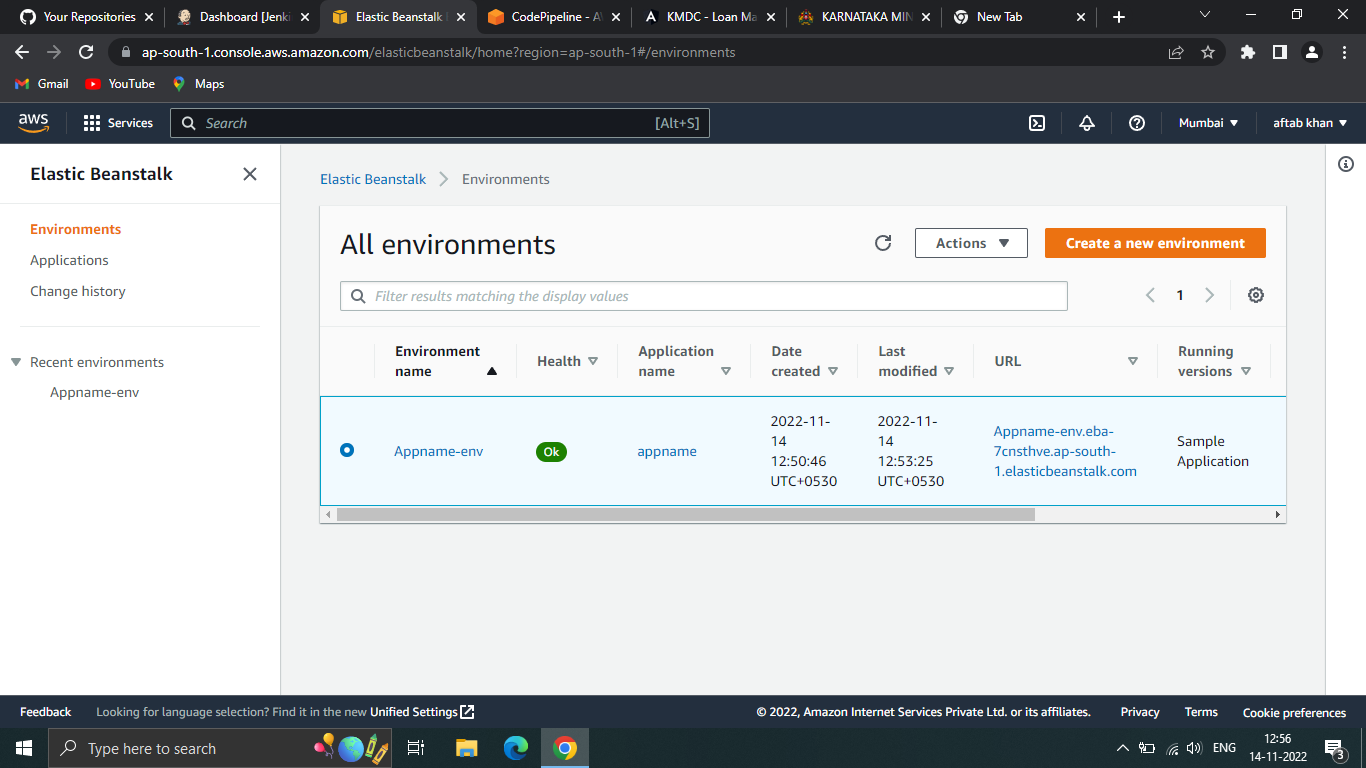 Your Repositories
Dashboard [Jenki
Elastic Beanstalk
CodePipeline - A
KMDC - Loan Ma
KARNATAKA MIN
New Tab
ap-south-1.console.aws.amazon.com/elasticbeanstalk/home?region=ap-south-1#/environments
Gmail
YouTube
Maps
aws
Services
Search
[Alt+S]
Mumbai
aftab khan
Elastic Beanstalk
Environments
Applications
Change history
Recent environments
Appname-env
Elastic Beanstalk
Environments
All environments
Actions
Create a new environment
Filter results matching the display values
1
Environment
name
Health
Application
name
Date
created
Last
modified
URL
Running
versions
Appname-env
Ok
appname
2022-11-
14
12:50:46
UTC+0530
2022-11-
14
12:53:25
UTC+0530
Appname-env.eba-
7cnsthve.ap-south-
1.elasticbeanstalk.com
Sample
Application
Feedback
Looking for language selection? Find it in the new Unified Settings
© 2022, Amazon Internet Services Private Ltd. or its affiliates.
Privacy
Terms
Cookie preferences
Type here to search
ENG
12:56
14-11-2022
3